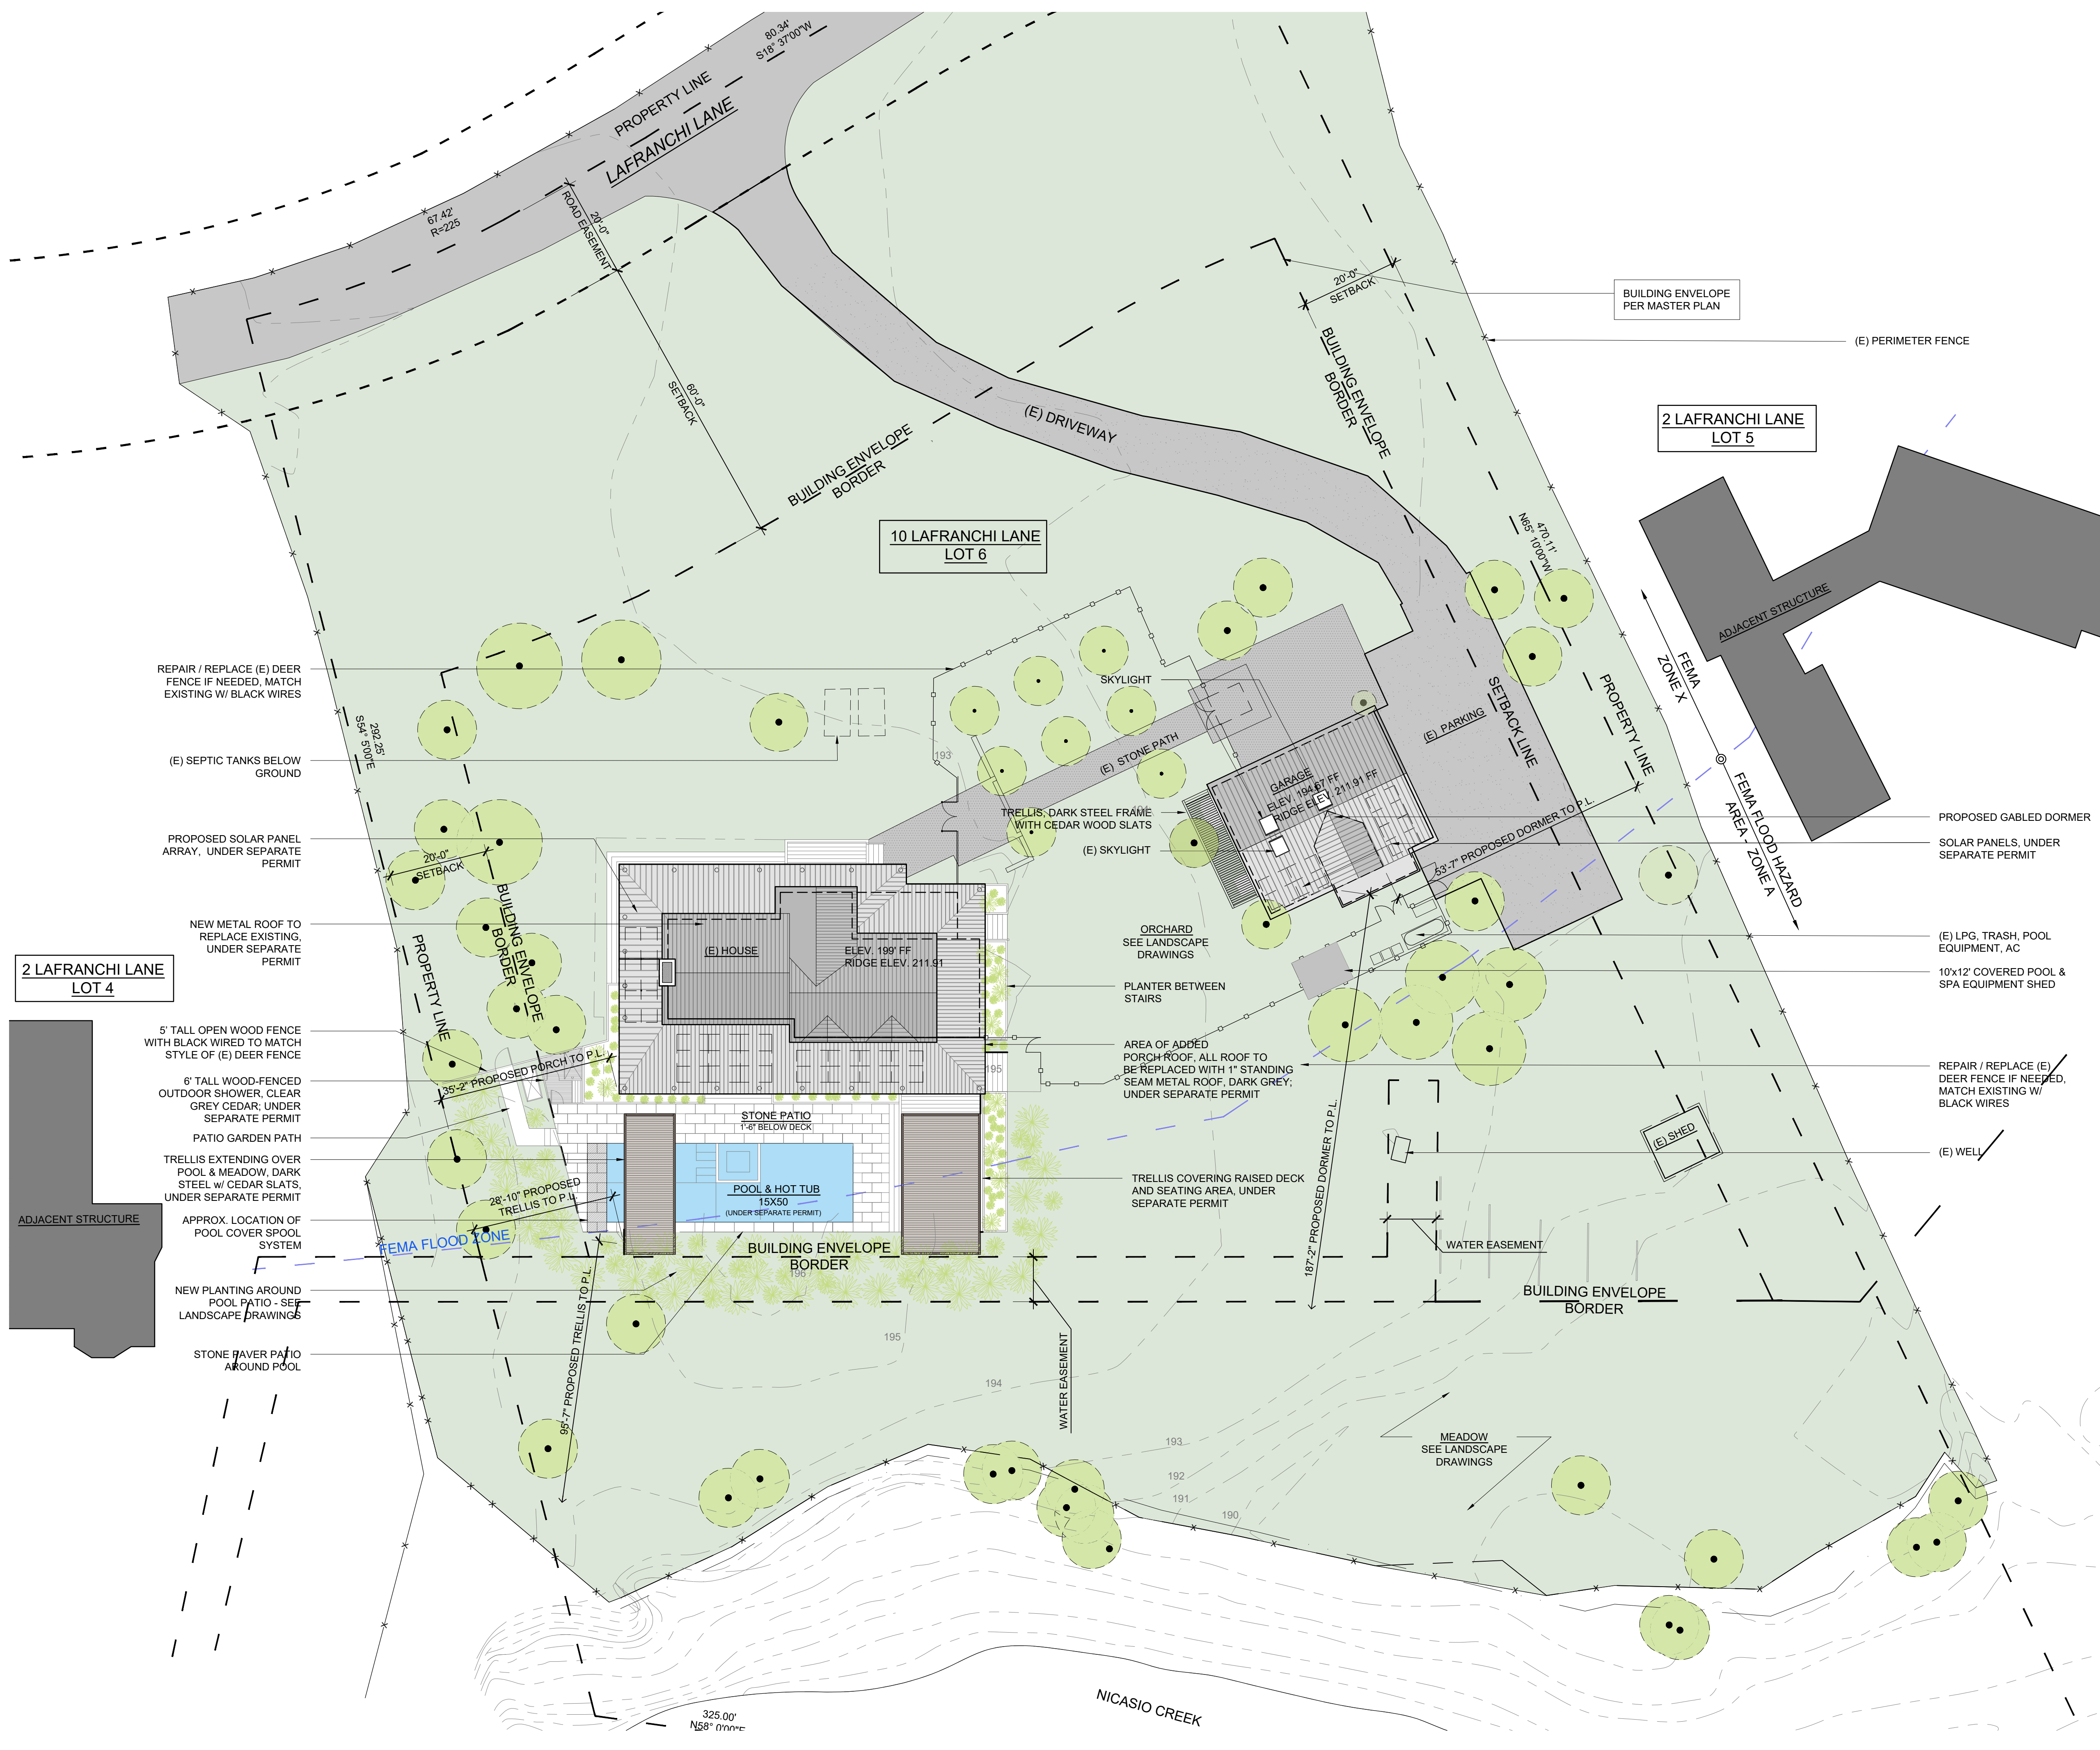 80.34'
S18° 37'00"W
PROPERTY LINE
LAFRANCHI LANE
67.42'
R=225
20'-0"
ROAD EASEMENT
60'-0"
SETBACK
20'-0"
SETBACK
BUILDING ENVELOPE
PER MASTER PLAN
(E) PERIMETER FENCE
BUILDING ENVELOPE
BORDER
(E) DRIVEWAY
BUILDING ENVELOPE
BORDER
2 LAFRANCHI LANE
LOT 5
10 LAFRANCHI LANE
LOT 6
470.11'
N65° 10'00"W
ADJACENT STRUCTURE
FEMA
ZONE X
FEMA FLOOD HAZARD
AREA - ZONE A
PROPERTY LINE
SETBACK LINE
(E) PARKING
REPAIR / REPLACE (E) DEER
FENCE IF NEEDED, MATCH
EXISTING W/ BLACK WIRES
292.25'
S54° 5'00"E
(E) SEPTIC TANKS BELOW
GROUND
193
SKYLIGHT
(E) STONE PATH
GARAGE
ELEV. 194.67 FF
RIDGE ELEV. 211.91 FF
194
TRELLIS, DARK STEEL FRAME
WITH CEDAR WOOD SLATS
(E) SKYLIGHT
53'-7" PROPOSED DORMER TO P.L.
PROPOSED GABLED DORMER
SOLAR PANELS, UNDER
SEPARATE PERMIT
PROPOSED SOLAR PANEL
ARRAY, UNDER SEPARATE
PERMIT
20'-0"
SETBACK
BUILDING ENVELOPE
BORDER
PROPERTY LINE
NEW METAL ROOF TO
REPLACE EXISTING,
UNDER SEPARATE
PERMIT
(E) HOUSE
ELEV. 199' FF
RIDGE ELEV. 211.91
ORCHARD
SEE LANDSCAPE
DRAWINGS
(E) LPG, TRASH, POOL
EQUIPMENT, AC
10'x12' COVERED POOL &
SPA EQUIPMENT SHED
2 LAFRANCHI LANE
LOT 4
PLANTER BETWEEN
STAIRS
5' TALL OPEN WOOD FENCE
WITH BLACK WIRED TO MATCH
STYLE OF (E) DEER FENCE
35'-2" PROPOSED PORCH TO P.L.
AREA OF ADDED
PORCH ROOF, ALL ROOF TO
BE REPLACED WITH 1" STANDING
SEAM METAL ROOF, DARK GREY;
UNDER SEPARATE PERMIT
195
REPAIR / REPLACE (E)
DEER FENCE IF NEEDED,
MATCH EXISTING W/
BLACK WIRES
6' TALL WOOD-FENCED
OUTDOOR SHOWER, CLEAR
GREY CEDAR; UNDER
SEPARATE PERMIT
STONE PATIO
1'-6" BELOW DECK
(E) SHED
PATIO GARDEN PATH
(E) WELL
TRELLIS EXTENDING OVER
POOL & MEADOW, DARK
STEEL w/ CEDAR SLATS,
UNDER SEPARATE PERMIT
28'-10" PROPOSED
TRELLIS TO P.L.
POOL & HOT TUB
15X50
(UNDER SEPARATE PERMIT)
TRELLIS COVERING RAISED DECK
AND SEATING AREA, UNDER
SEPARATE PERMIT
187'-2" PROPOSED DORMER TO P.L.
ADJACENT STRUCTURE
APPROX. LOCATION OF
POOL COVER SPOOL
SYSTEM
FEMA FLOOD ZONE
BUILDING ENVELOPE
BORDER
196
WATER EASEMENT
BUILDING ENVELOPE
BORDER
NEW PLANTING AROUND
POOL PATIO - SEE
LANDSCAPE DRAWINGS
STONE PAVER PATIO
AROUND POOL
95'-7" PROPOSED TRELLIS TO P.L.
195
194
WATER EASEMENT
193
192
191
190
MEADOW
SEE LANDSCAPE
DRAWINGS
NICASIO CREEK
325.00'
N58° 0'00"E